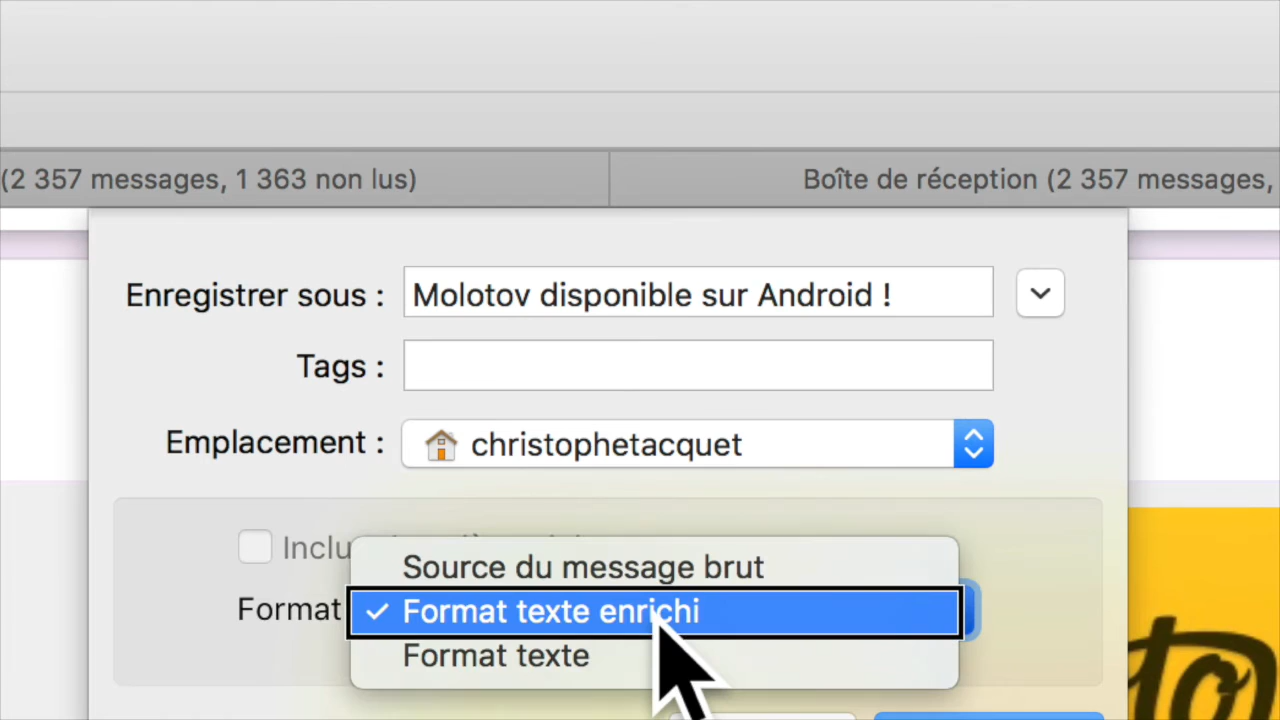 (2 357 messages, 1 363 non lus)
Boîte de réception (2 357 messages,
Enregistrer sous :
Molotov disponible sur Android !
Tags :
Emplacement :
christophetacquet
Source du message brut
Format
Format texte enrichi
Format texte